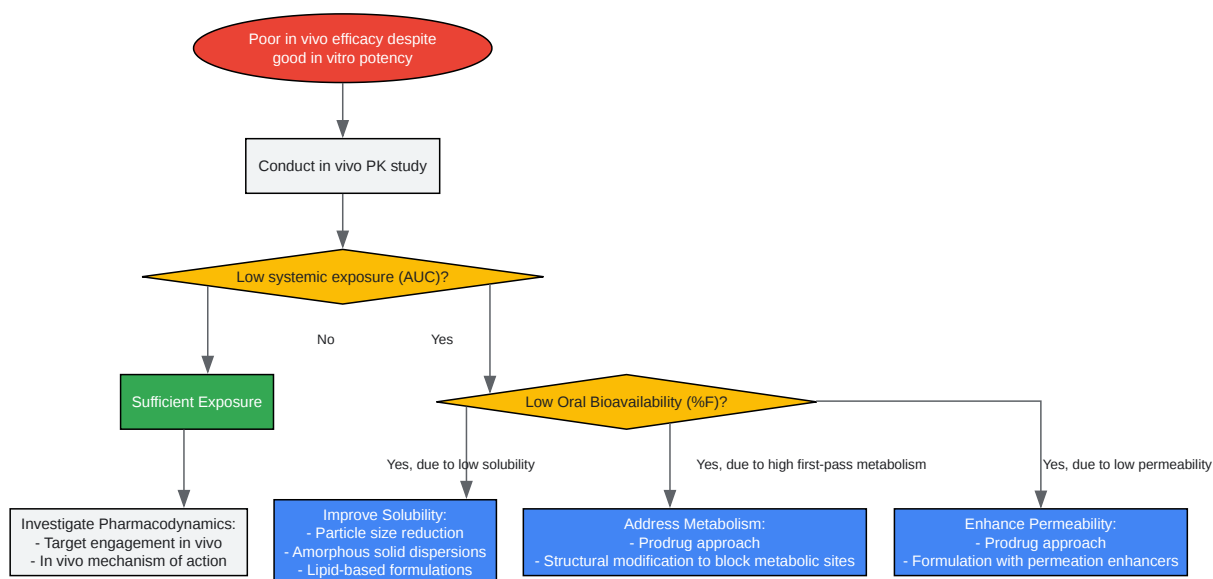 Poor in vivo efficacy despite
good in vitro potency
Conduct in vivo PK study
Low systemic exposure (AUC)?
No
Yes
Sufficient Exposure
Low Oral Bioavailability (%F)?
Yes, due to low solubility
Yes, due to high first-pass metabolism
Yes, due to low permeability
Investigate Pharmacodynamics:
- Target engagement in vivo
- In vivo mechanism of action
Improve Solubility:
- Particle size reduction
- Amorphous solid dispersions
- Lipid-based formulations
Address Metabolism:
- Prodrug approach
- Structural modification to block metabolic sites
Enhance Permeability:
- Prodrug approach
- Formulation with permeation enhancers